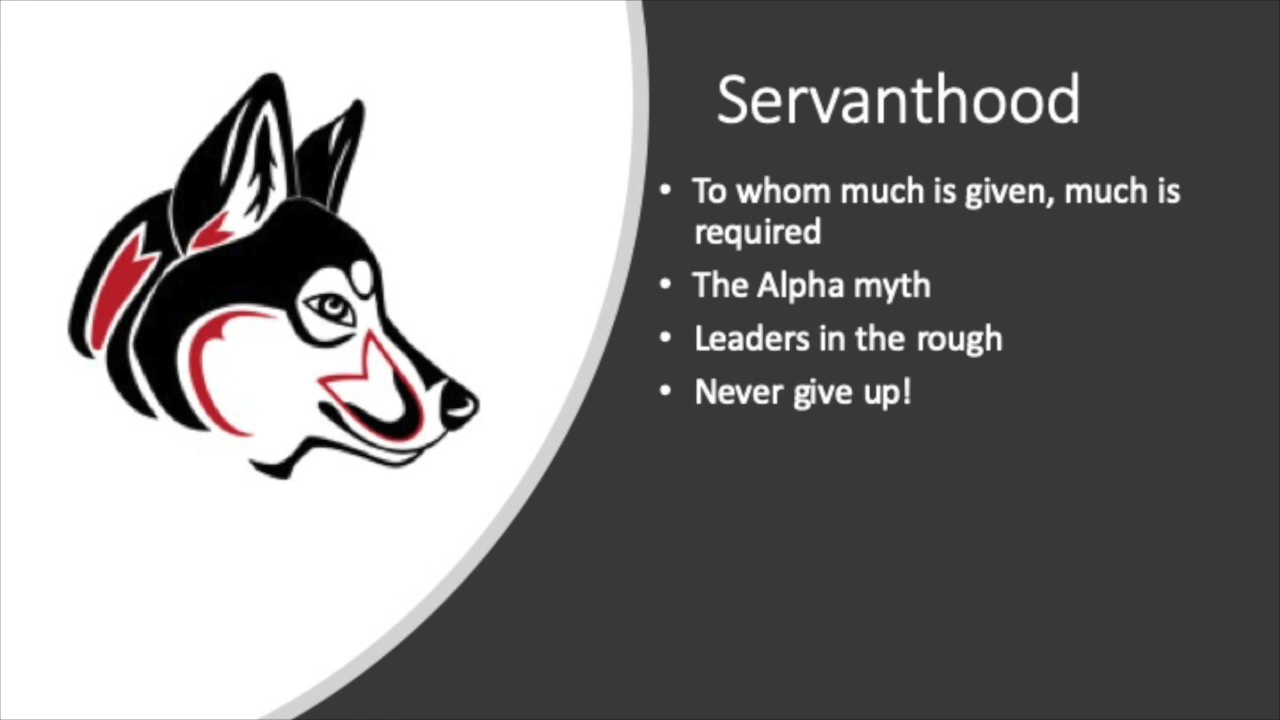 Servanthood
• To whom much is given, much is
required
• The Alpha myth
• Leaders in the rough
• Never give up!